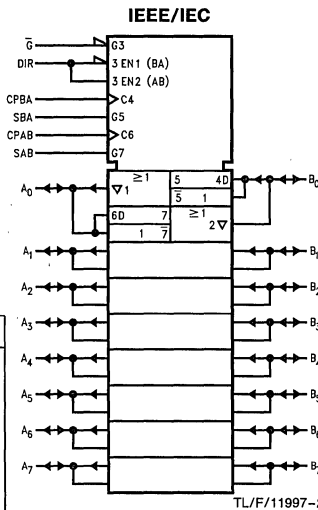 IEEE/IEC
G̅ G3
DIR 3 EN1 (BA)
3 EN2 (AB)
CPBA C4
SBA G5
CPAB C6
SAB G7
A₀ ≥1 5 4D B₀
▽1 5̅ 1
6D 7 ≥1
1 7̅ 2▽
A₁ B₁
A₂ B₂
A₃ B₃
A₄ B₄
A₅ B₅
A₆ B₆
A₇ B₇
TL/F/11997-